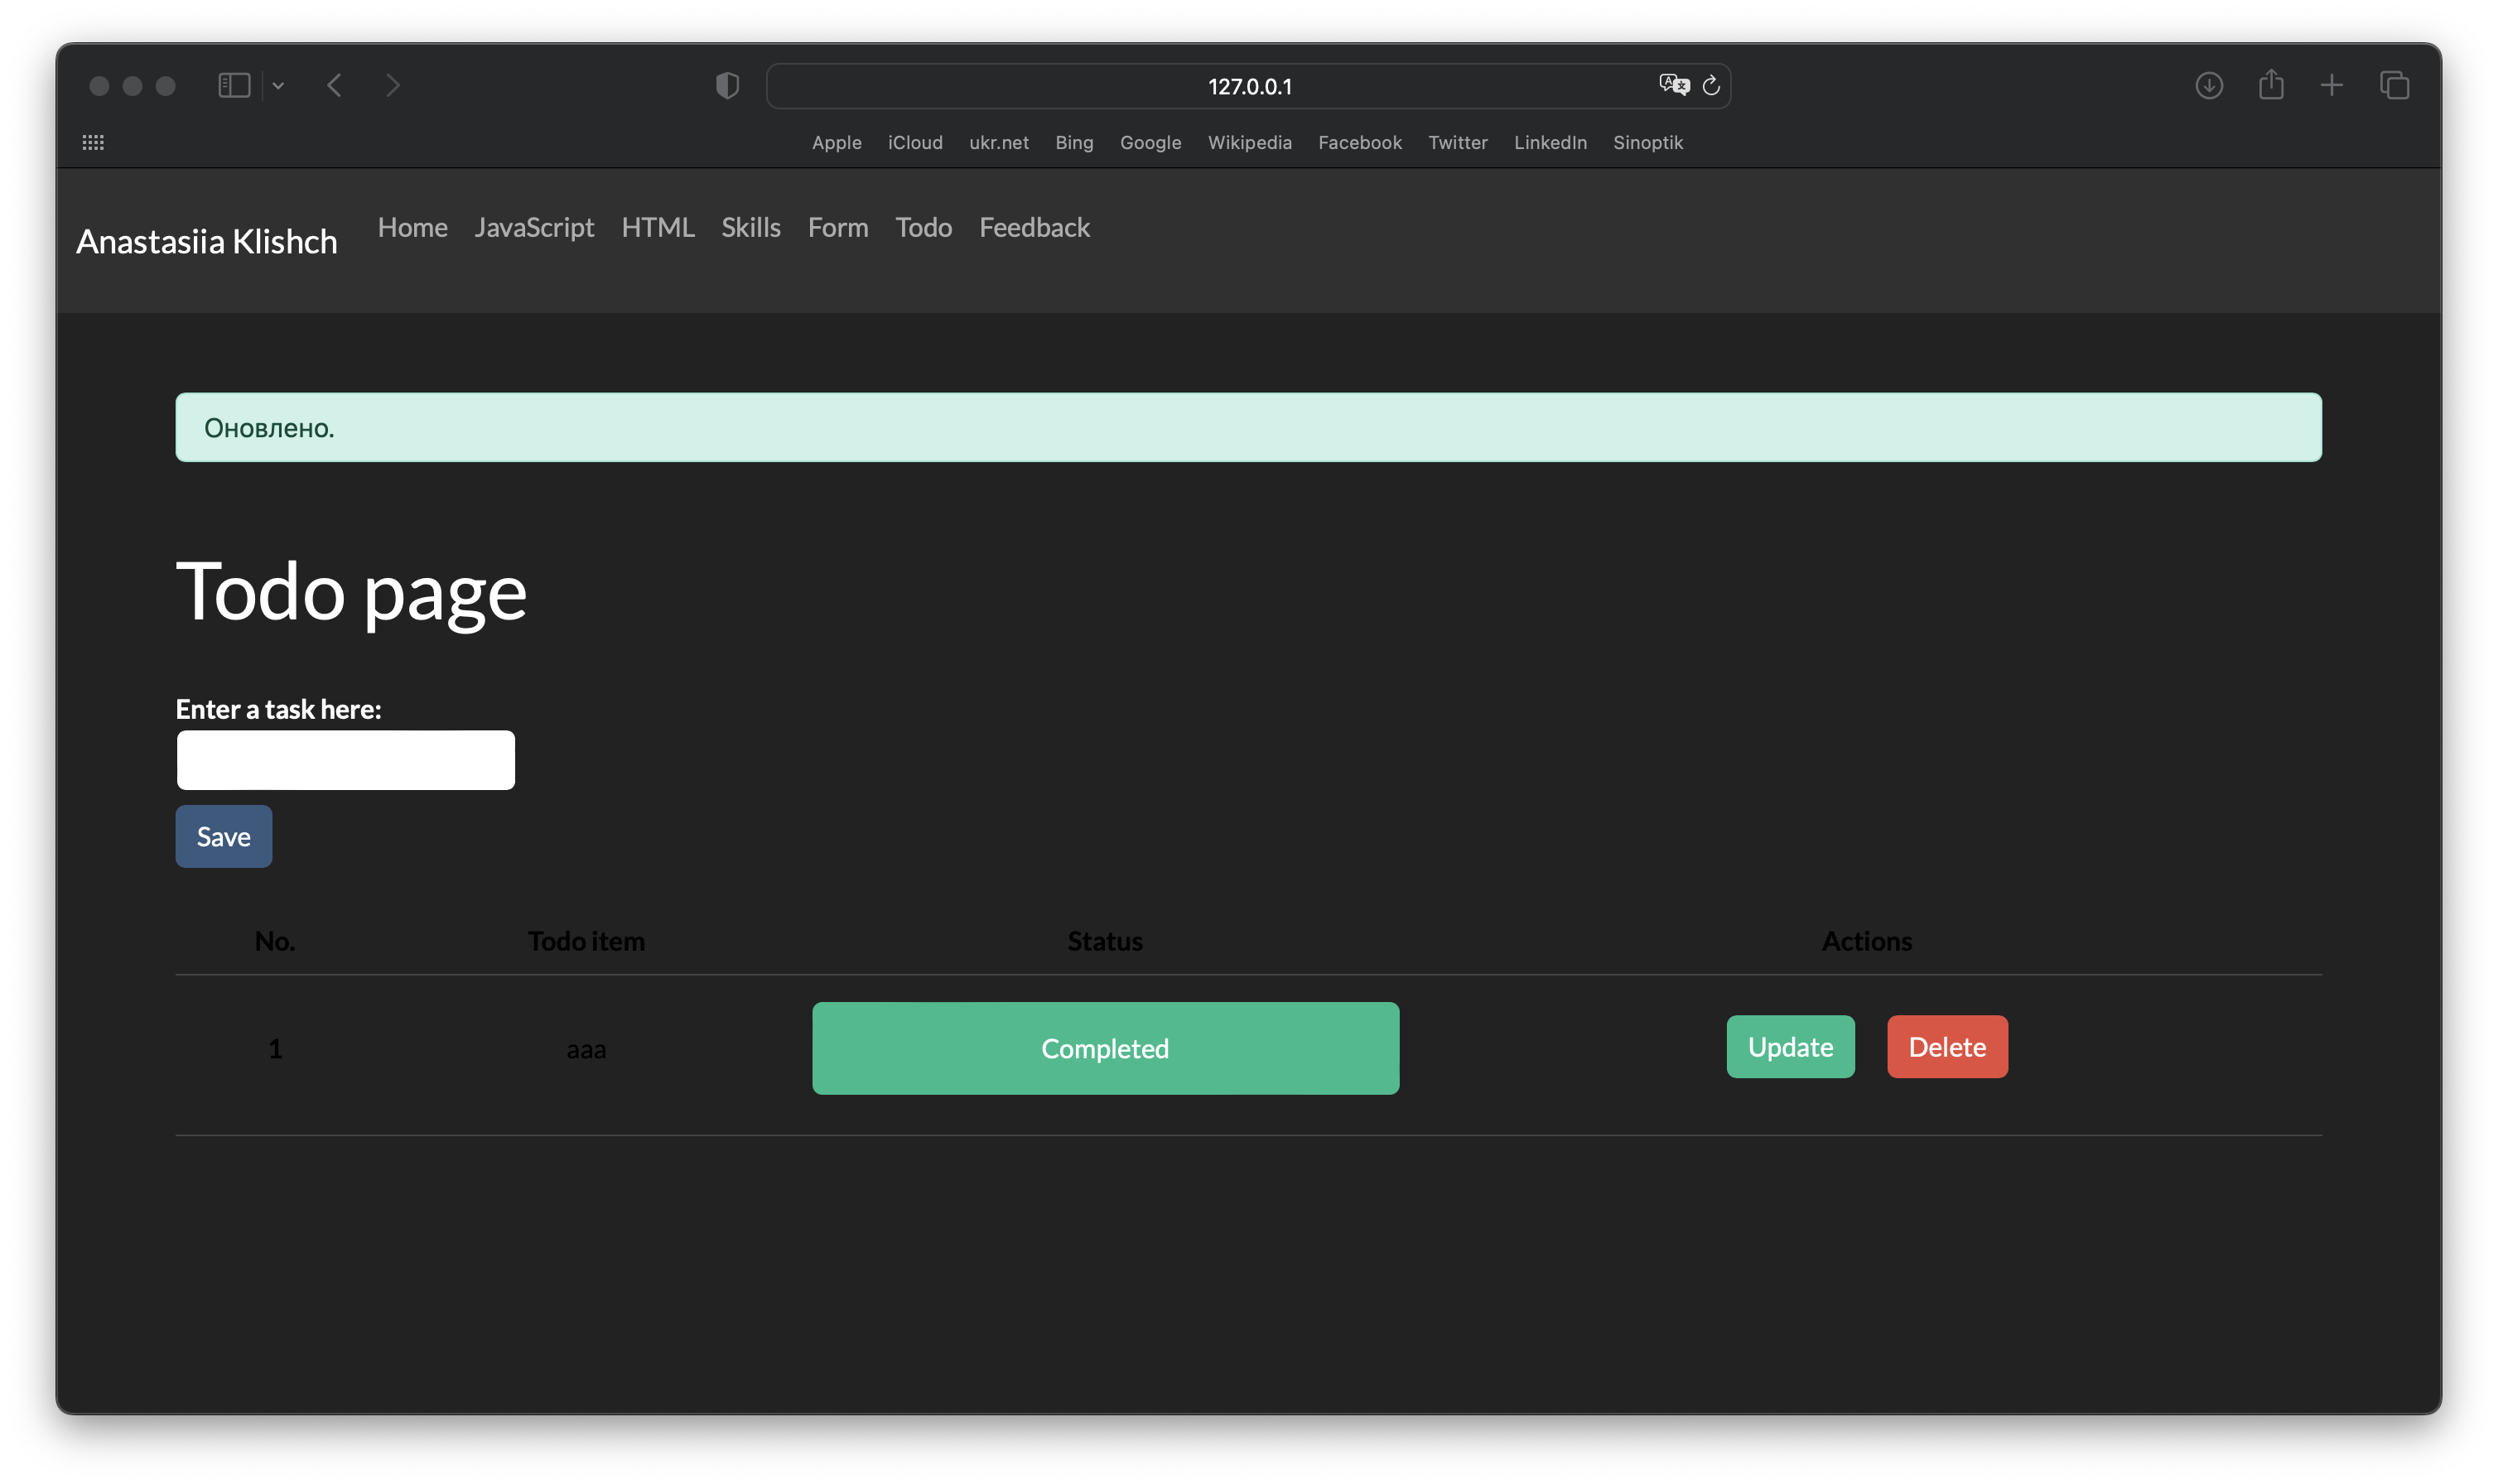 127.0.0.1
Apple iCloud ukr.net Bing Google Wikipedia Facebook Twitter LinkedIn Sinoptik
Anastasiia Klishch Home JavaScript HTML Skills Form Todo Feedback
Оновлено.
Todo page
Enter a task here:
Save
No. Todo item Status Actions
1 aaa Completed Update Delete